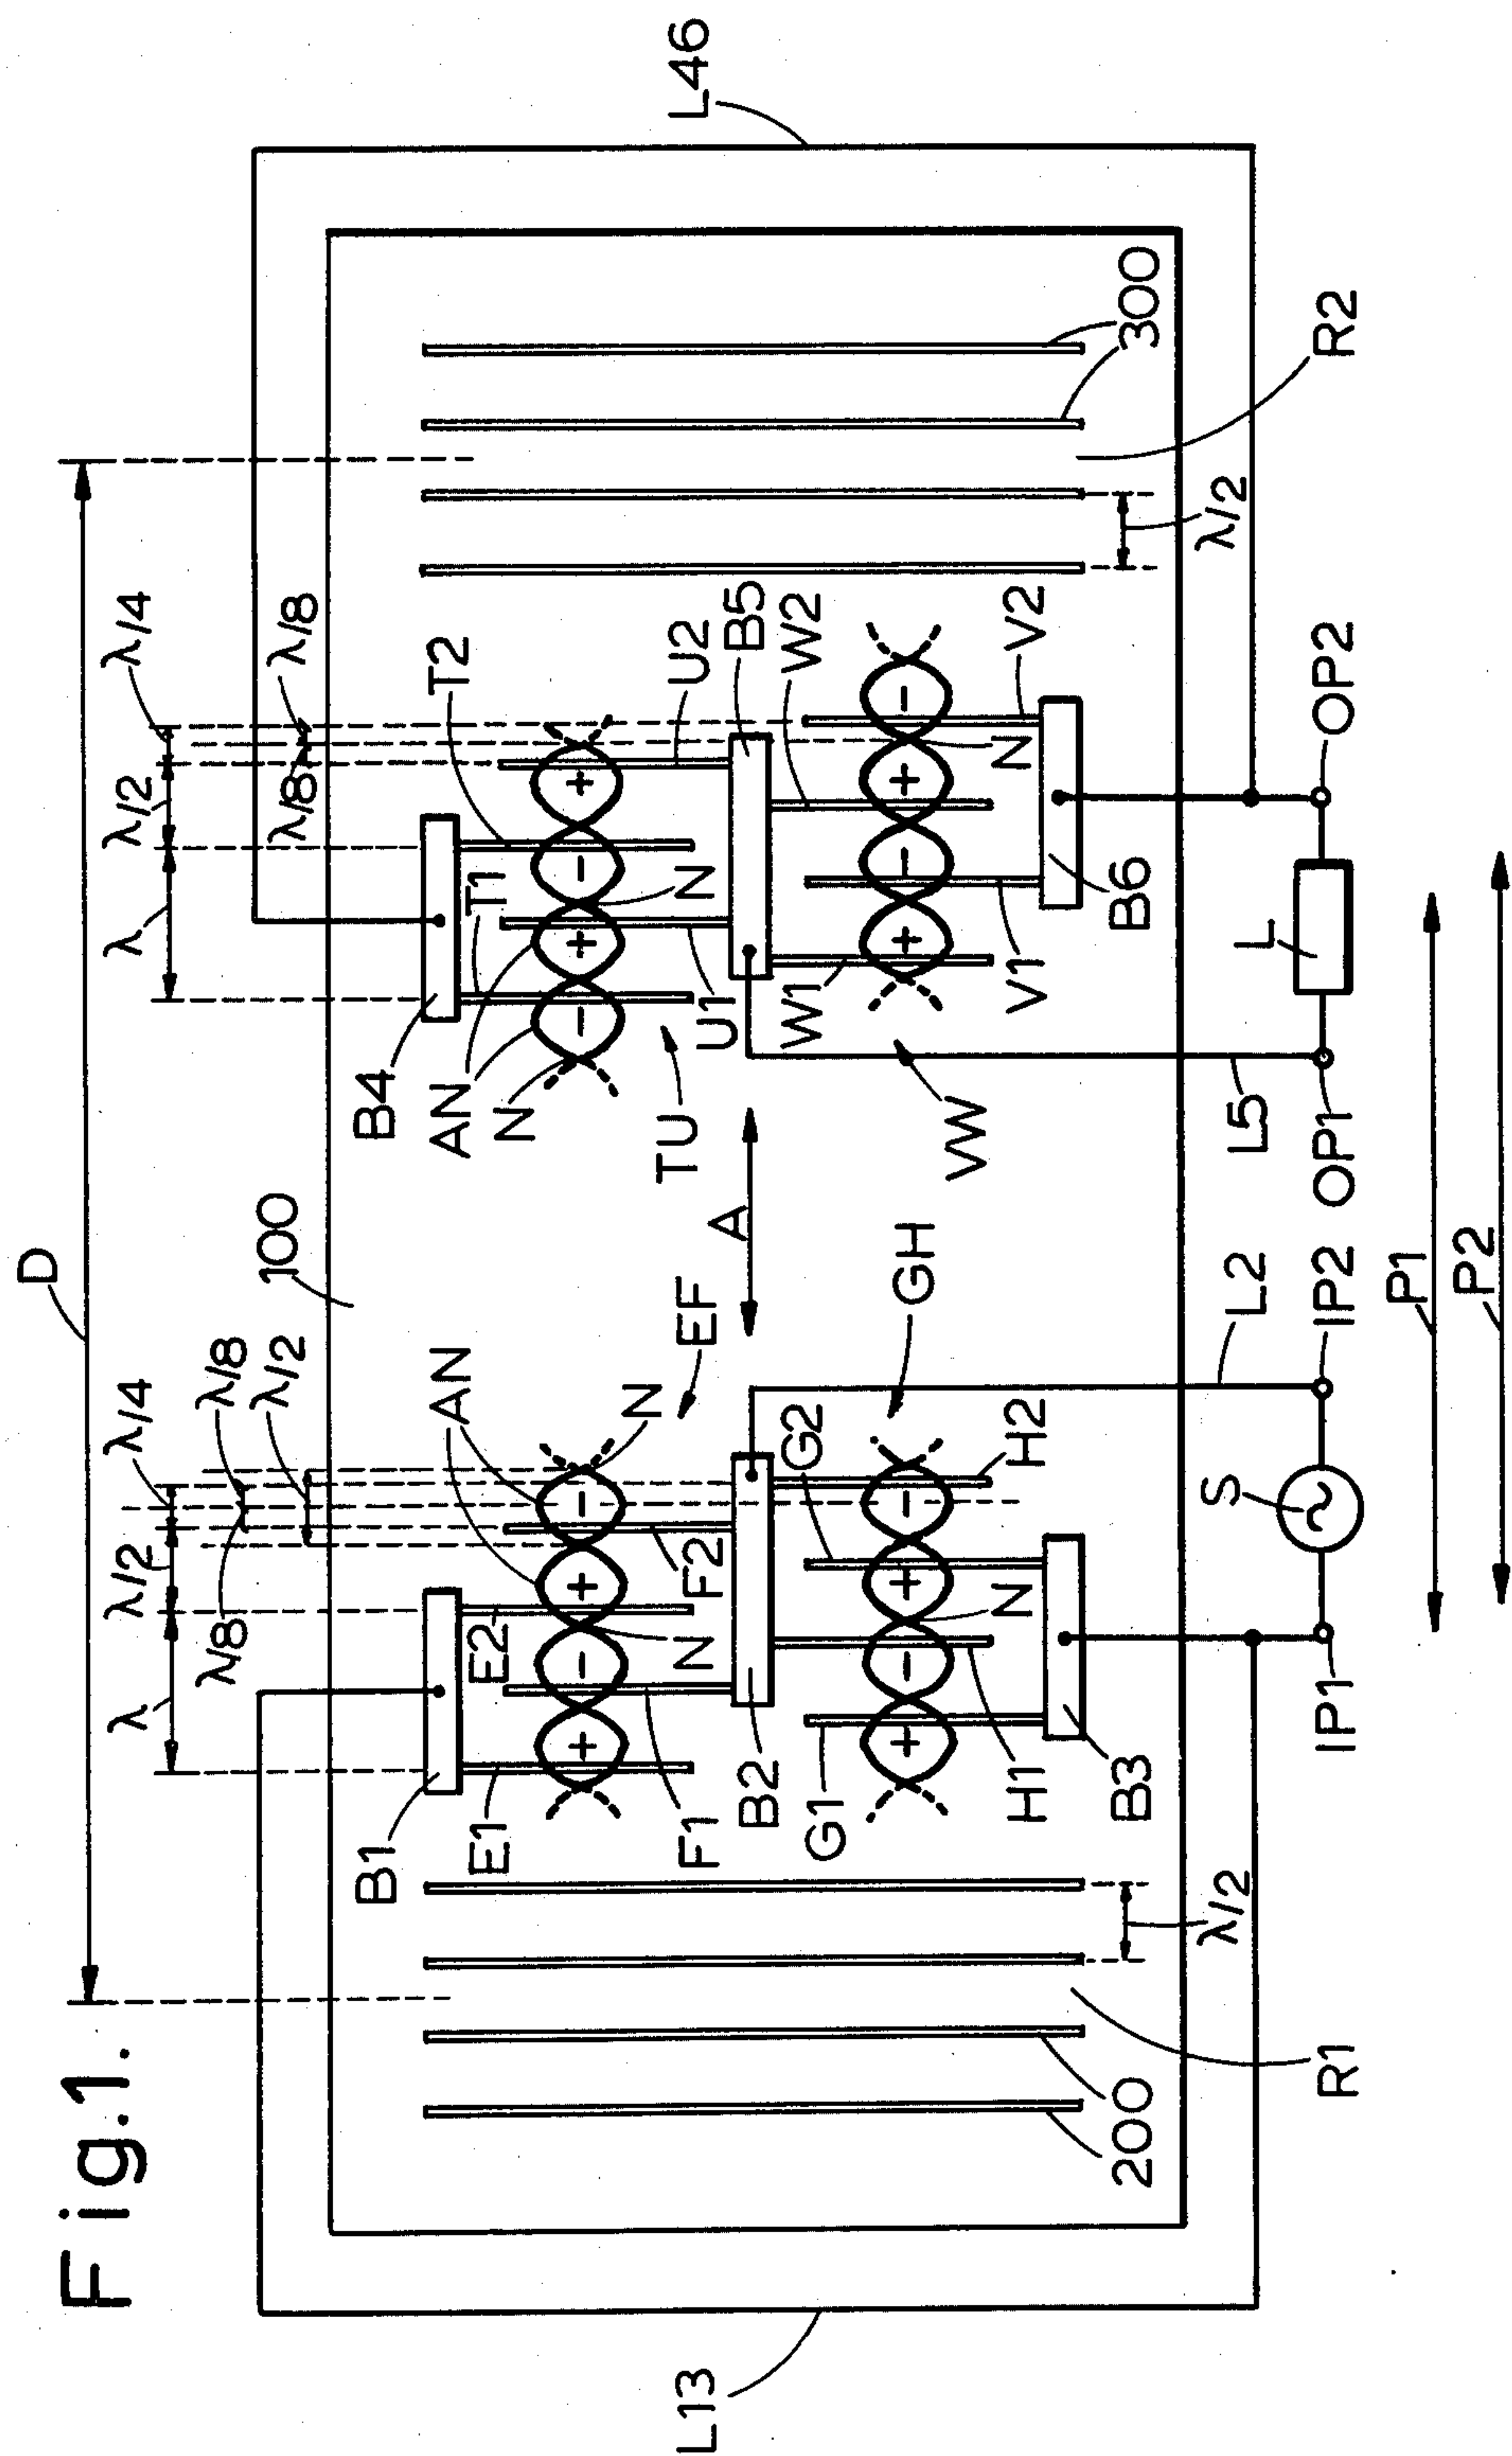 Fig.1.
D
100
λ
λ/2
λ/4
λ/8
λ/8
λ/2
λ
λ/2
λ/4
λ/8
λ/8
L13
L46
B1
E1
E2
F1
F2
AN
N
N
EF
A
B4
AN
N
TU
T1
T2
N
U1
U2
+
−
+
−
−
+
−
+
B2
G1
G2
H1
H2
N
GH
B3
B5
W1
W2
V1
V2
N
VW
B6
+
−
+
−
+
−
+
−
200
R1
λ/2
300
R2
λ/2
L2
L5
IP1
S
IP2
OP1
L
OP2
P1
P2